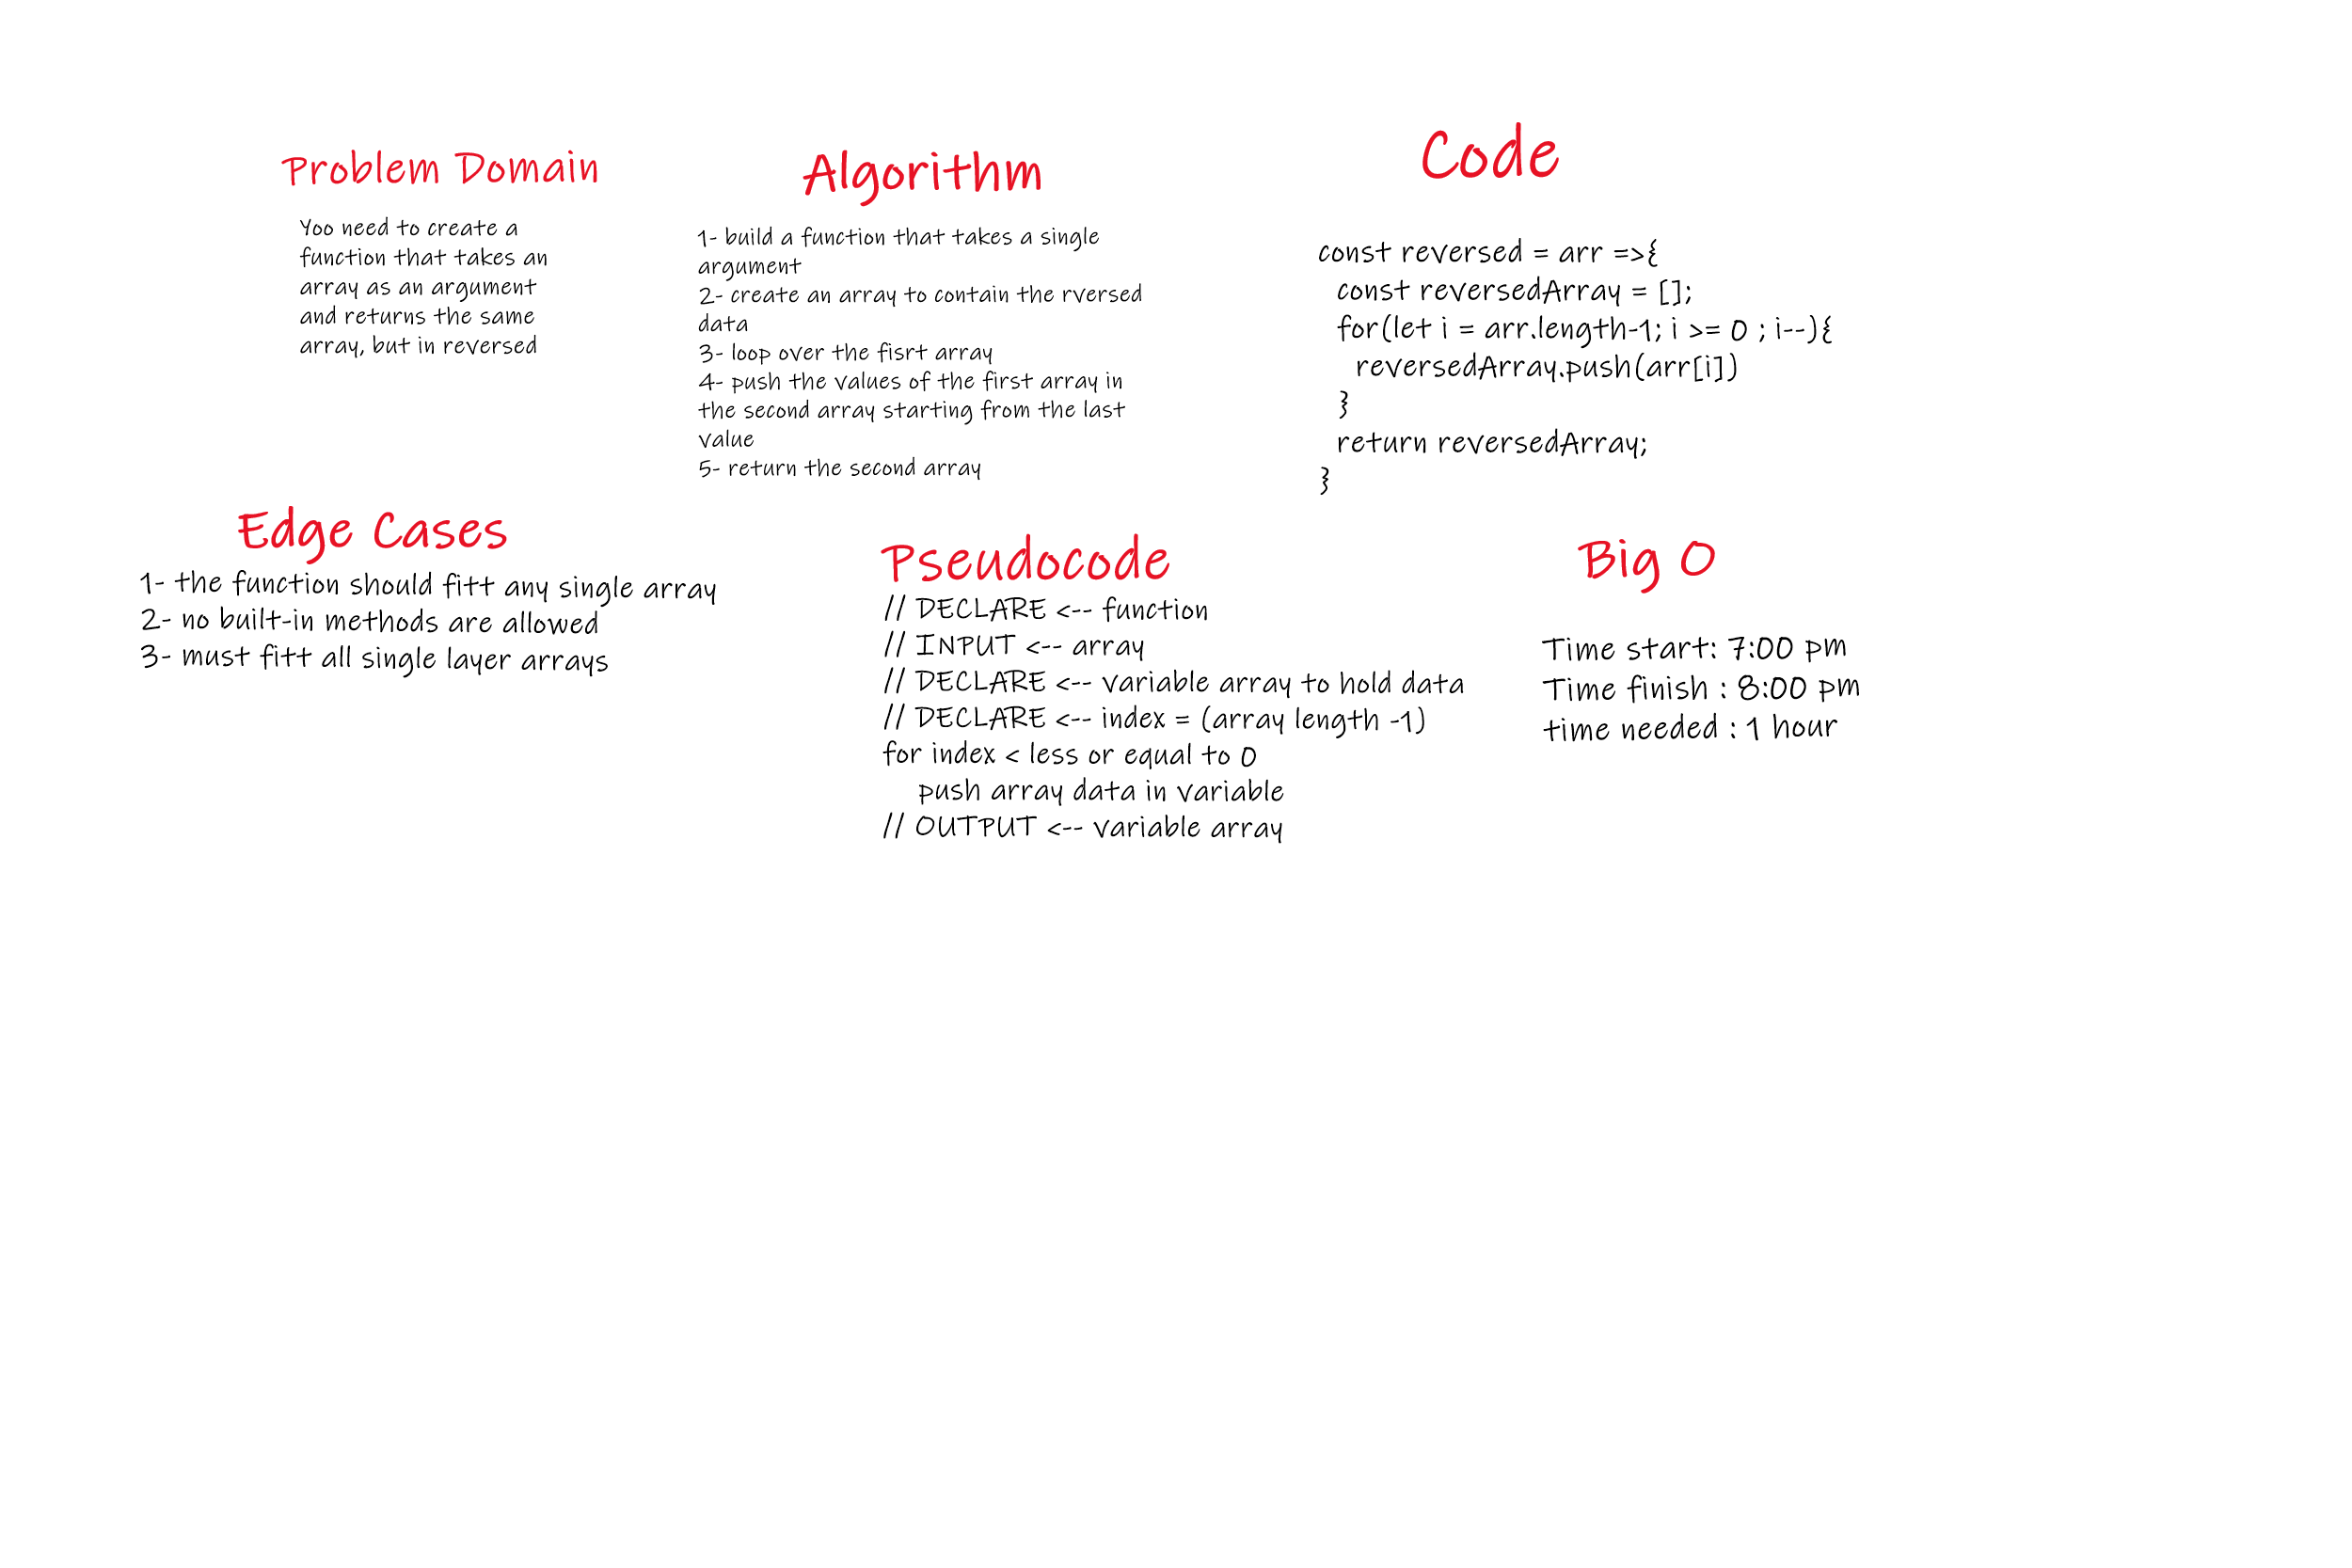 Problem Domain
Yoo need to create a
function that takes an
array as an argument
and returns the same
array, but in reversed
Algorithm
1- build a function that takes a single
argument
2- create an array to contain the rversed
data
3- loop over the fisrt array
4- push the values of the first array in
the second array starting from the last
value
5- return the second array
Code
const reversed = arr =>{
const reversedArray = [];
for(let i = arr.length-1; i >= 0 ; i--){
reversedArray.push(arr[i])
}
return reversedArray;
}
Edge Cases
1- the function should fitt any single array
2- no built-in methods are allowed
3- must fitt all single layer arrays
Pseudocode
// DECLARE <-- function
// INPUT <-- array
// DECLARE <-- variable array to hold data
// DECLARE <-- index = (array length -1)
for index < less or equal to 0
push array data in variable
// OUTPUT <-- variable array
Big O
Time start: 7:00 pm
Time finish : 8:00 pm
time needed : 1 hour